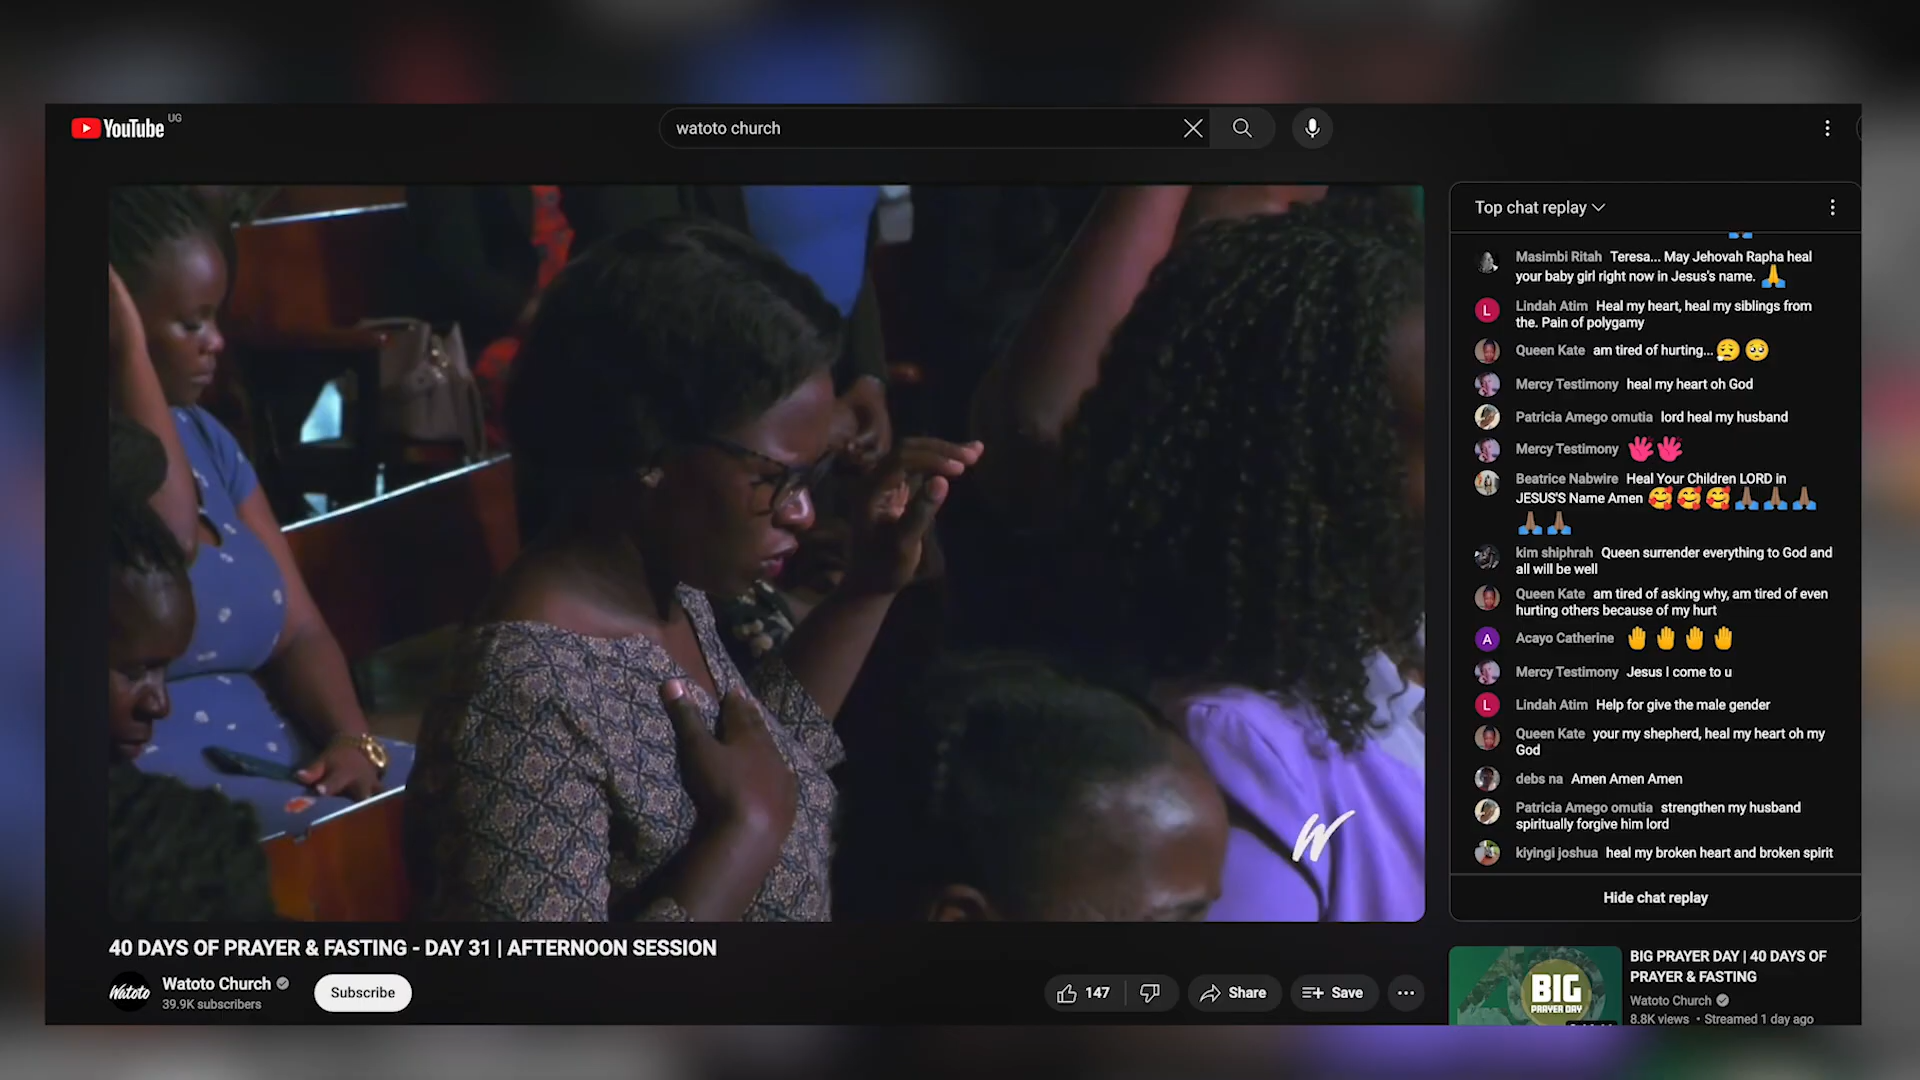 YouTube UG
watoto church
Top chat replay
Masimbi Ritah Teresa... May Jehovah Rapha heal
your baby girl right now in Jesus's name. 🙏
L Lindah Atim Heal my heart, heal my siblings from
the. Pain of polygamy
Queen Kate am tired of hurting... 😮‍💨 🥺
Mercy Testimony heal my heart oh God
Patricia Amego omutia lord heal my husband
Mercy Testimony
Beatrice Nabwire Heal Your Children LORD in
JESUS'S Name Amen 🥰 🥰 🥰 🙏🏾 🙏🏾 🙏🏾
🙏🏾 🙏🏾
kim shiphrah Queen surrender everything to God and
all will be well
Queen Kate am tired of asking why, am tired of even
hurting others because of my hurt
A Acayo Catherine 🤚 🤚 🤚 🤚
Mercy Testimony Jesus I come to u
L Lindah Atim Help for give the male gender
Queen Kate your my shepherd, heal my heart oh my
God
debs na Amen Amen Amen
Patricia Amego omutia strengthen my husband
spiritually forgive him lord
kiyingi joshua heal my broken heart and broken spirit
Hide chat replay
W
40 DAYS OF PRAYER & FASTING - DAY 31 | AFTERNOON SESSION
Watoto
Watoto Church
39.9K subscribers
Subscribe
147
Share
Save
BIG
PRAYER DAY
BIG PRAYER DAY | 40 DAYS OF
PRAYER & FASTING
Watoto Church
8.8K views • Streamed 1 day ago